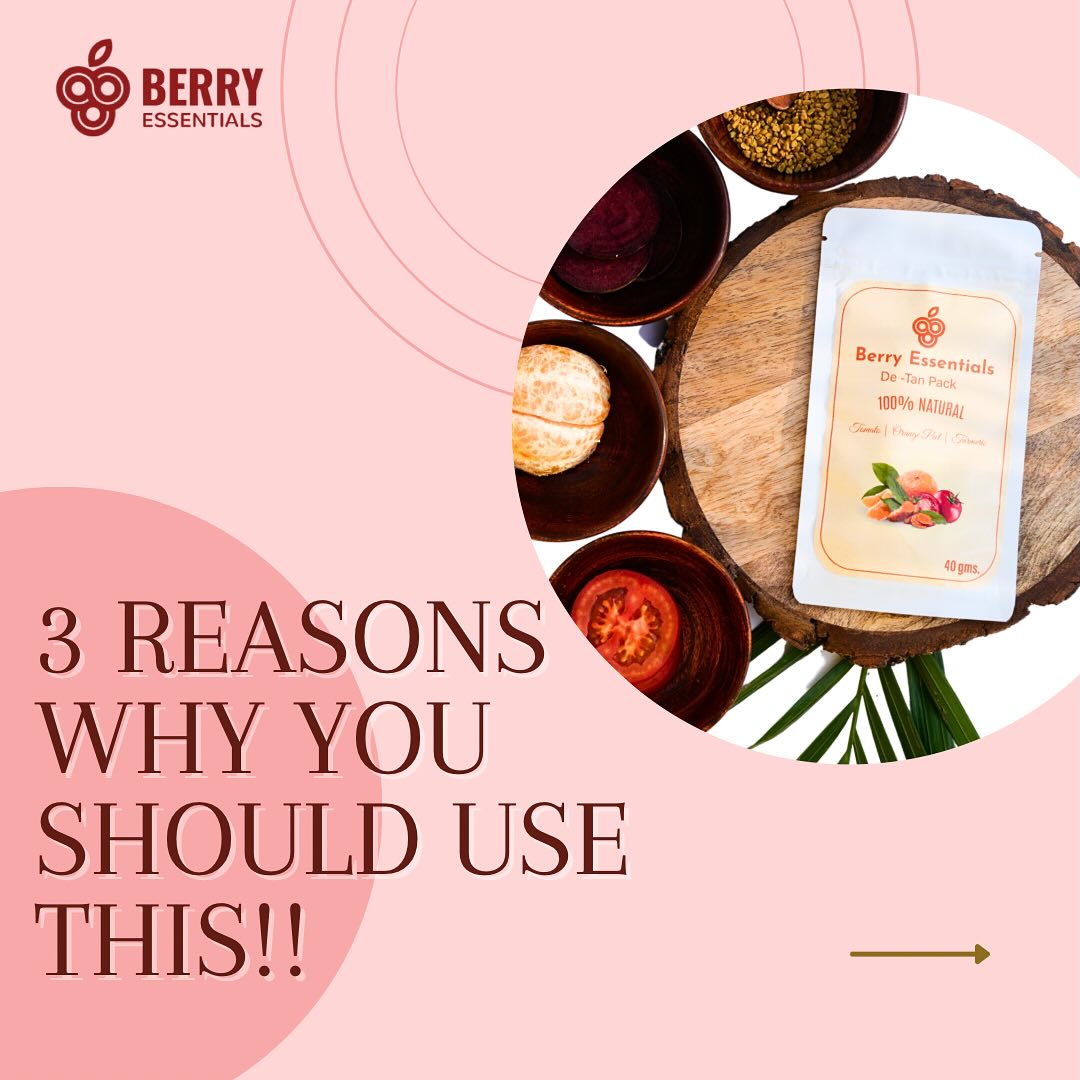 BERRY
ESSENTIALS
Berry Essentials
De -Tan Pack
100% NATURAL
Tomato | Orange Peel | Turmeric
40 gms.
3 REASONS
WHY YOU
SHOULD USE
THIS!!